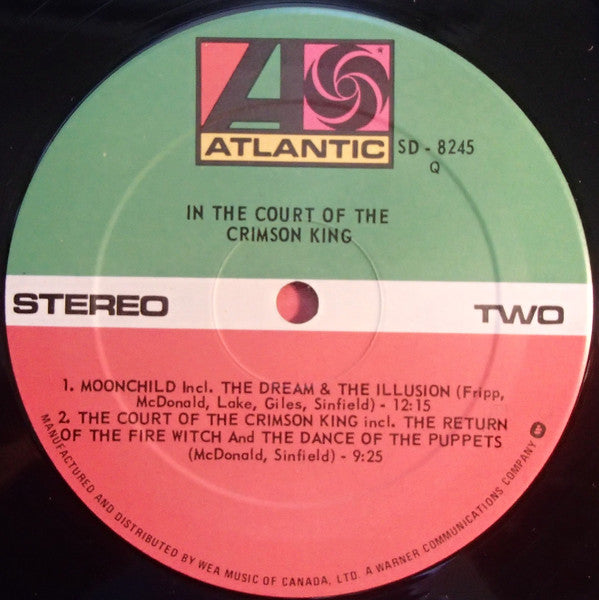 ATLANTIC
SD - 8245
Q
IN THE COURT OF THE
CRIMSON KING
STEREO
TWO
1. MOONCHILD Incl. THE DREAM & THE ILLUSION (Fripp,
McDonald, Lake, Giles, Sinfield) - 12:15
2. THE COURT OF THE CRIMSON KING incl. THE RETURN
OF THE FIRE WITCH And THE DANCE OF THE PUPPETS
(McDonald, Sinfield) - 9:25
MANUFACTURED AND DISTRIBUTED BY WEA MUSIC OF CANADA, LTD. A WARNER COMMUNICATIONS COMPANY